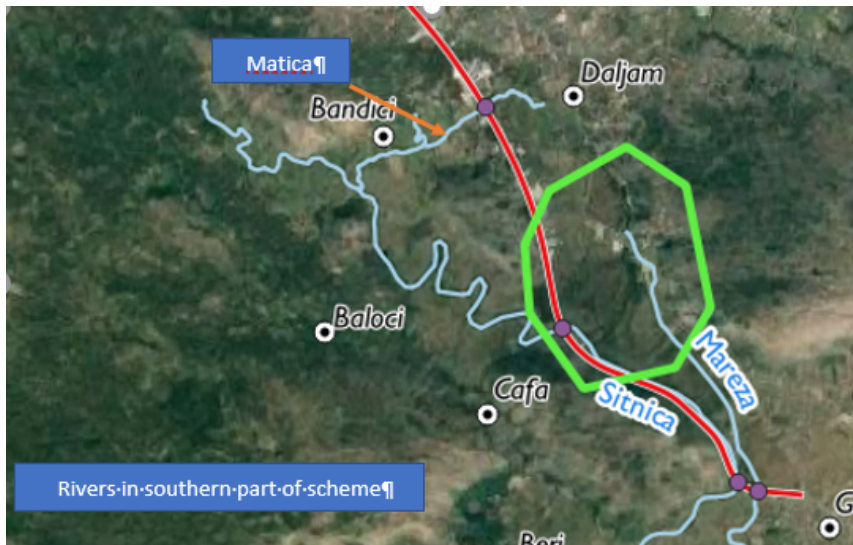 Matica¶
Daljam
Bandici
Baloci
Mareza
Cafa
Sitnica
Rivers·in·southern·part·of·scheme¶
G